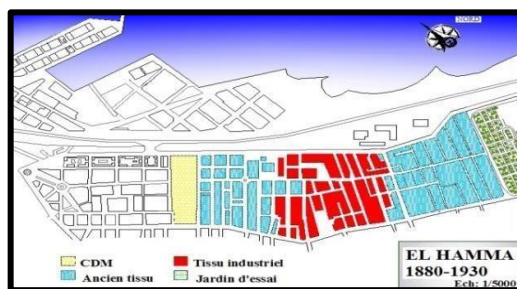 NORD
CDM
Tissu industriel
Ancien tissu
Jardin d'essai
EL HAMMA
1880-1930
Ech: 1/5000